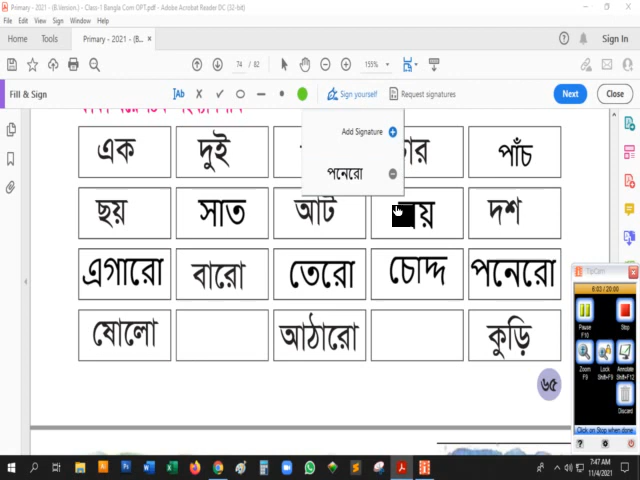 Primary - 2021 - (B.Version.) - Class-1 Bangla Com OPT.pdf - Adobe Acrobat Reader DC (32-bit)
File Edit View Sign Window Help
Home Tools Primary - 2021 - (B... × Sign In
74 / 82 155%
Fill & Sign Ab Sign yourself Request signatures Next Close
Add Signature
পনেরো
এক দুই পাঁচ
ছয় সাত আট দশ
এগারো বারো তেরো চৌদ্দ পনেরো
ষোলো আঠারো কুড়ি
৬৫
TipCam
6:03 / 20:00
Pause F10 Stop
Zoom F9 Lock Shift+F9 Annotate Shift+F12
Discard
Click on Stop when done.
7:47 AM
11/4/2021